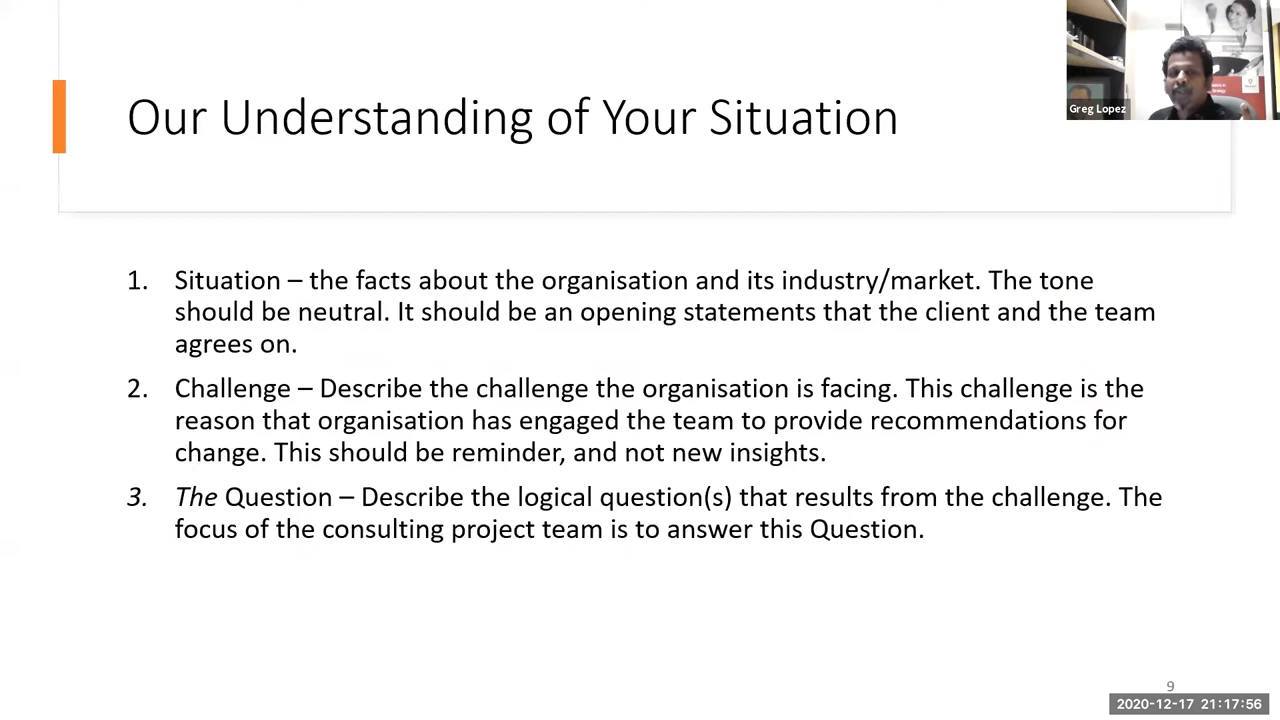 Our Understanding of Your Situation
Greg Lopez
1. Situation – the facts about the organisation and its industry/market. The tone
should be neutral. It should be an opening statements that the client and the team
agrees on.
2. Challenge – Describe the challenge the organisation is facing. This challenge is the
reason that organisation has engaged the team to provide recommendations for
change. This should be reminder, and not new insights.
3. The Question – Describe the logical question(s) that results from the challenge. The
focus of the consulting project team is to answer this Question.
9
2020-12-17 21:17:56